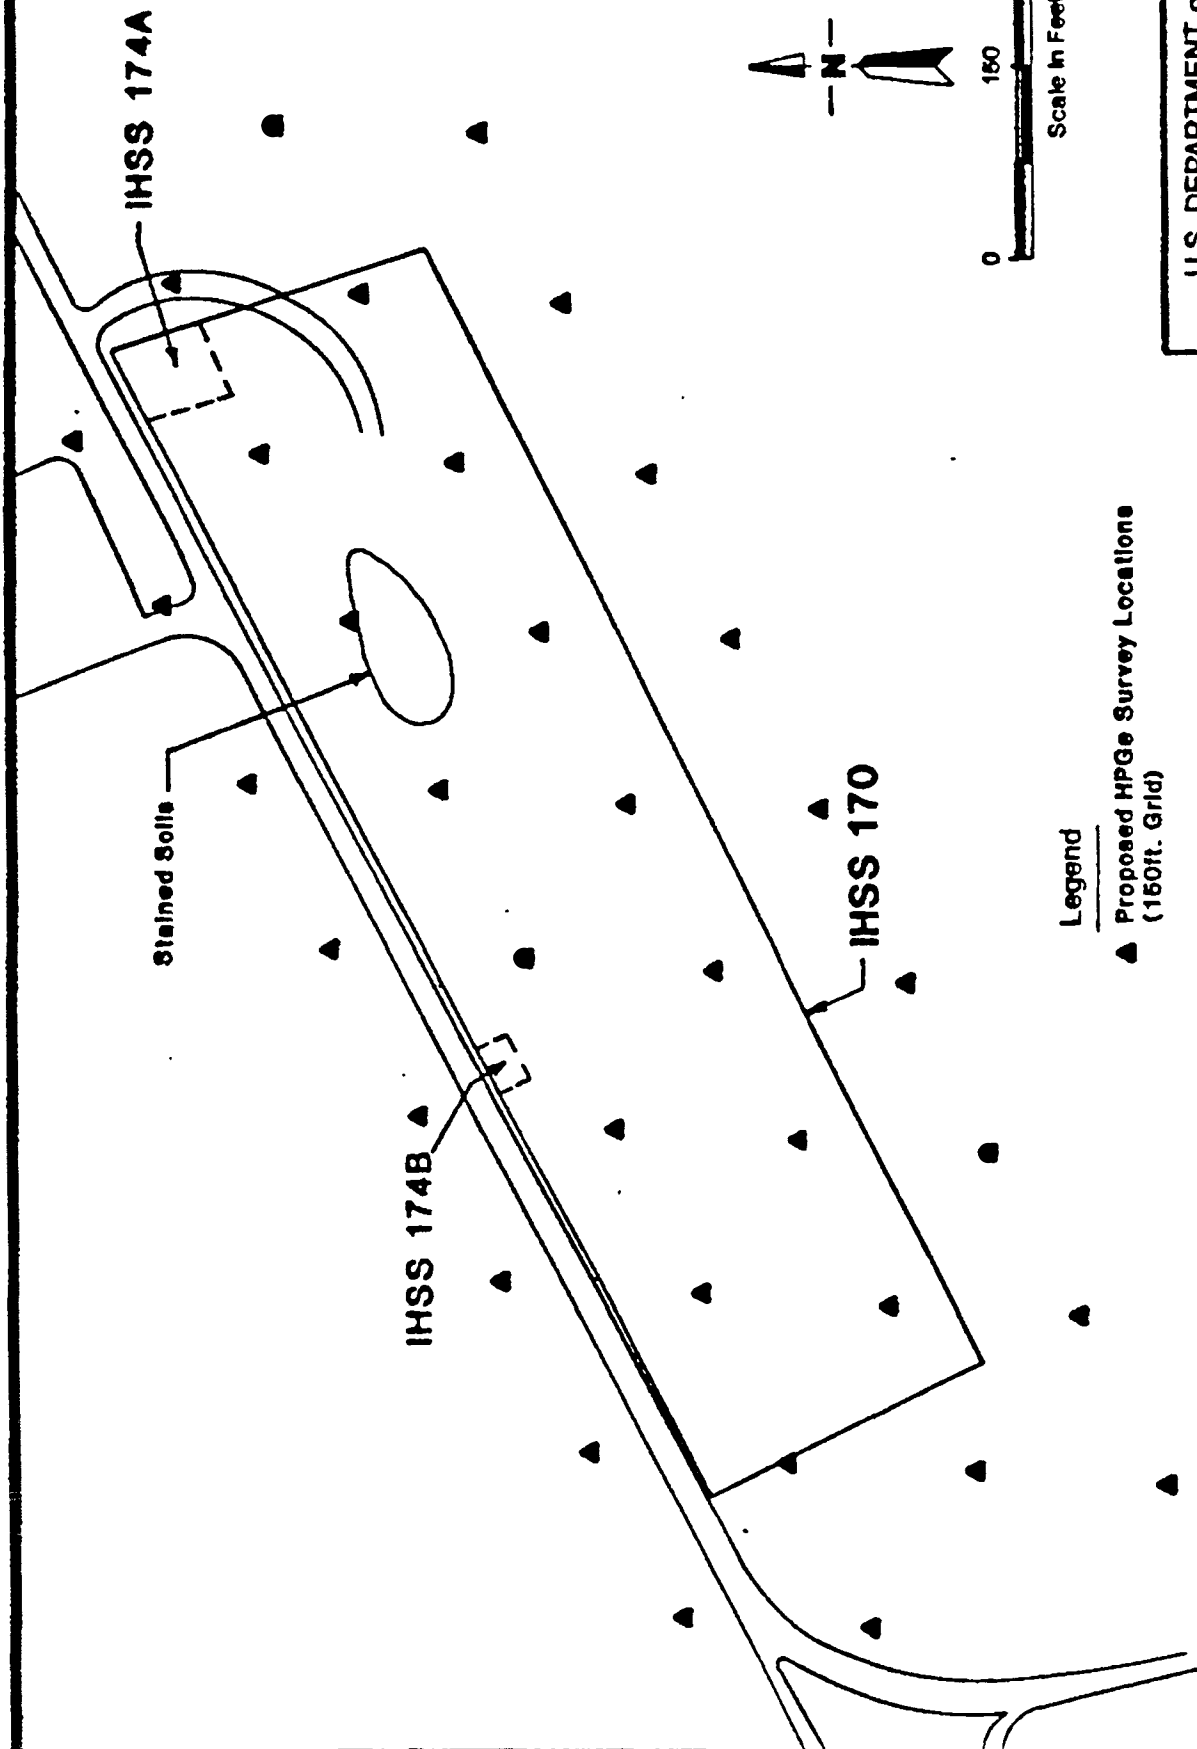 IHSS 174A
Stained Soils
IHSS 174B
IHSS 170
N
0
150
Scale In Feet
Legend
Proposed HPGe Survey Locations
(150ft. Grid)
U.S. DEPARTMENT